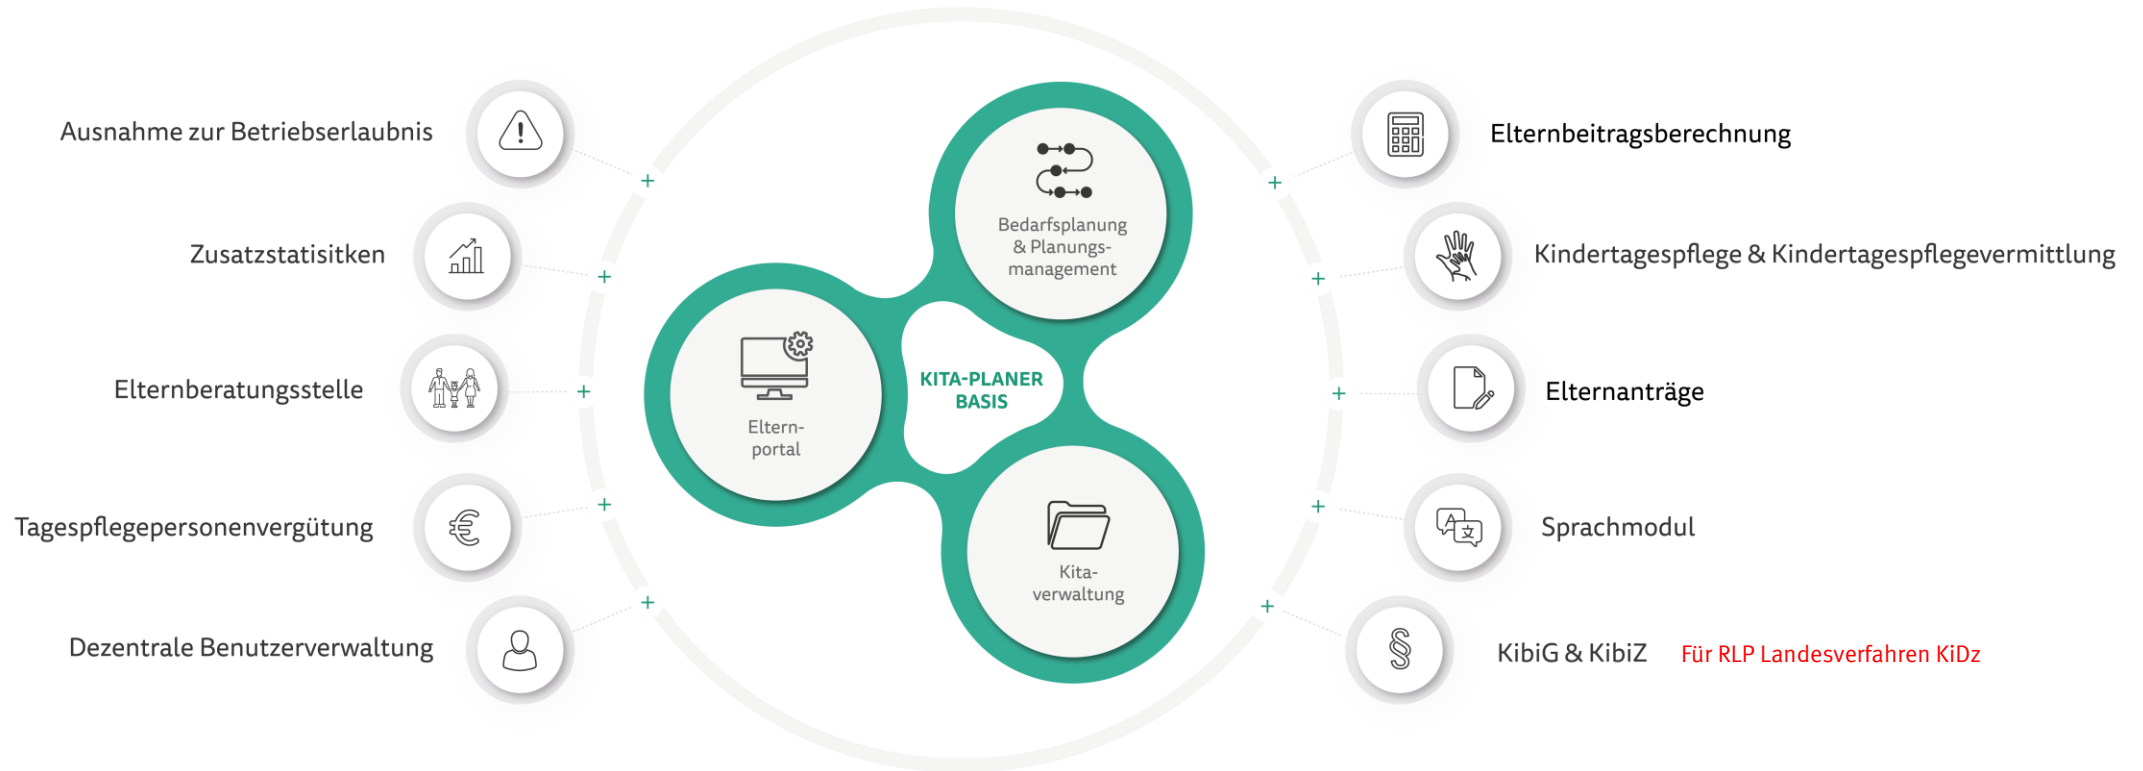 Ausnahme zur Betriebserlaubnis
Zusatzstatisitken
Elternberatungsstelle
Tagespflegepersonenvergütung
Dezentrale Benutzerverwaltung
Bedarfsplanung
& Planungs-
management
Eltern-
portal
KITA-PLANER
BASIS
Kita-
verwaltung
Elternbeitragsberechnung
Kindertagespflege & Kindertagespflegevermittlung
Elternanträge
A 文
Sprachmodul
§
KibiG & KibiZ Für RLP Landesverfahren KiDz